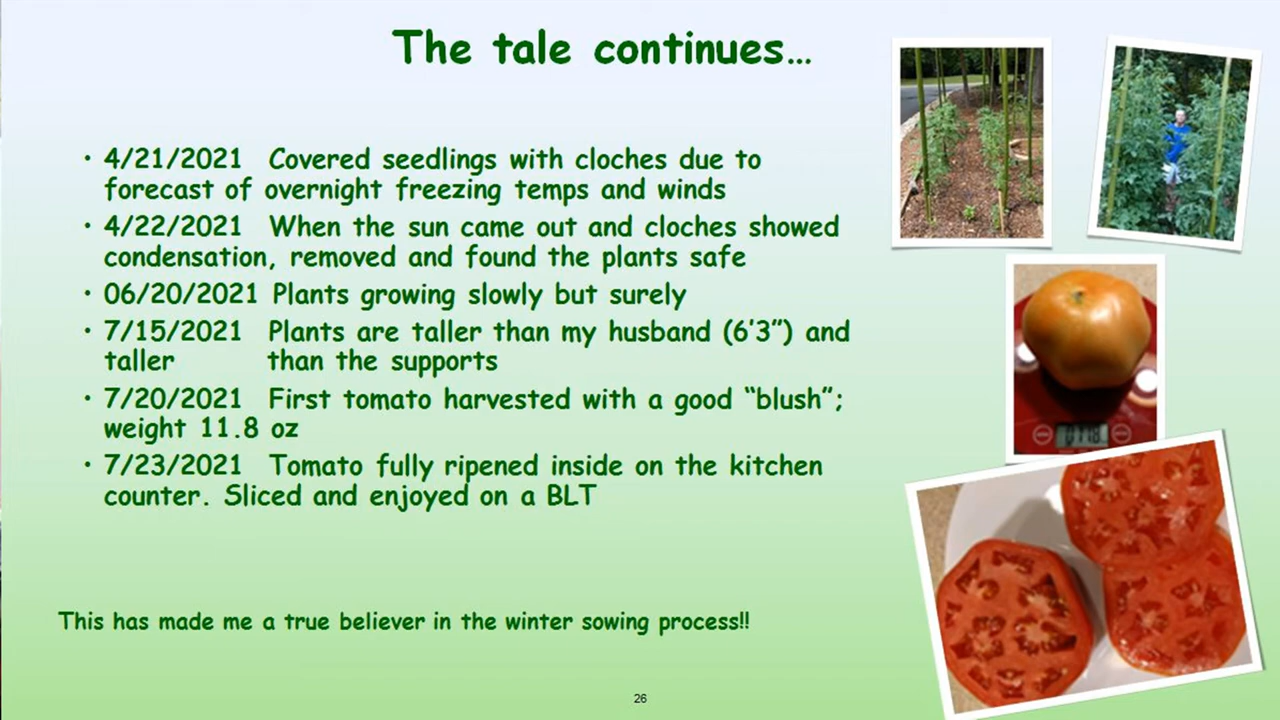 The tale continues…
• 4/21/2021 Covered seedlings with cloches due to
forecast of overnight freezing temps and winds
• 4/22/2021 When the sun came out and cloches showed
condensation, removed and found the plants safe
• 06/20/2021 Plants growing slowly but surely
• 7/15/2021 Plants are taller than my husband (6’3”) and
taller than the supports
• 7/20/2021 First tomato harvested with a good “blush”;
weight 11.8 oz
• 7/23/2021 Tomato fully ripened inside on the kitchen
counter. Sliced and enjoyed on a BLT
This has made me a true believer in the winter sowing process!!
26